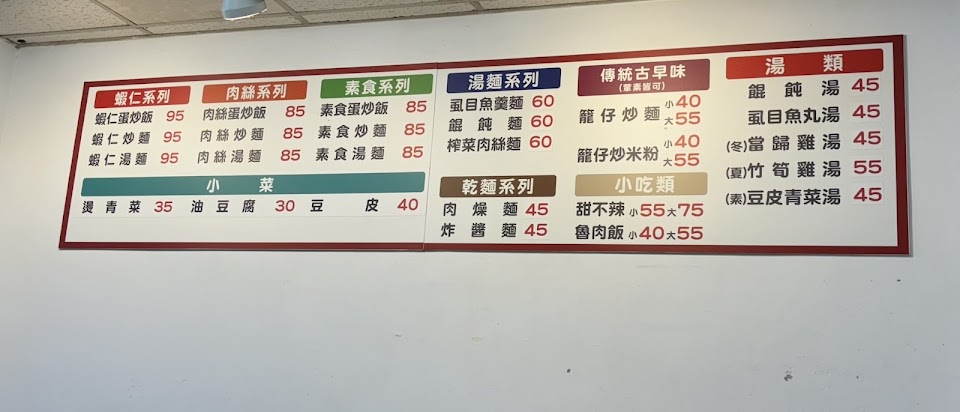 蝦仁系列
蝦仁蛋炒飯 95
蝦仁炒麵 95
蝦仁湯麵 95
肉絲系列
肉絲蛋炒飯 85
肉絲炒麵 85
肉絲湯麵 85
素食系列
素食蛋炒飯 85
素食炒麵 85
素食湯麵 85
小菜
燙青菜 35 油豆腐 30 豆皮 40
湯麵系列
虱目魚羹麵 60
餛飩麵 60
榨菜肉絲麵 60
乾麵系列
肉燥麵 45
炸醬麵 45
傳統古早味
(葷素皆可)
籠仔炒麵 小40 大55
籠仔炒米粉 小40 大55
小吃類
甜不辣 小55大75
魯肉飯 小40大55
湯類
餛飩湯 45
虱目魚丸湯 45
(冬)當歸雞湯 45
(夏)竹筍雞湯 55
(素)豆皮青菜湯 45